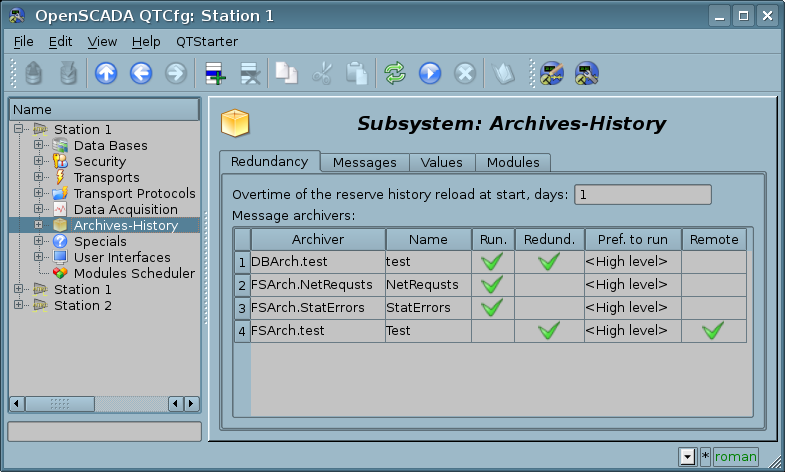 OpenSCADA QTCfg: Station 1
File Edit View Help QTStarter
Name
Station 1
Data Bases
Security
Transports
Transport Protocols
Data Acquisition
Archives-History
Specials
User Interfaces
Modules Scheduler
Station 1
Station 2
Subsystem: Archives-History
Redundancy Messages Values Modules
Overtime of the reserve history reload at start, days: 1
Message archivers:
Archiver Name Run. Redund. Pref. to run Remote
1 DBArch.test test <High level>
2 FSArch.NetRequsts NetRequsts <High level>
3 FSArch.StatErrors StatErrors <High level>
4 FSArch.test Test <High level>
* roman